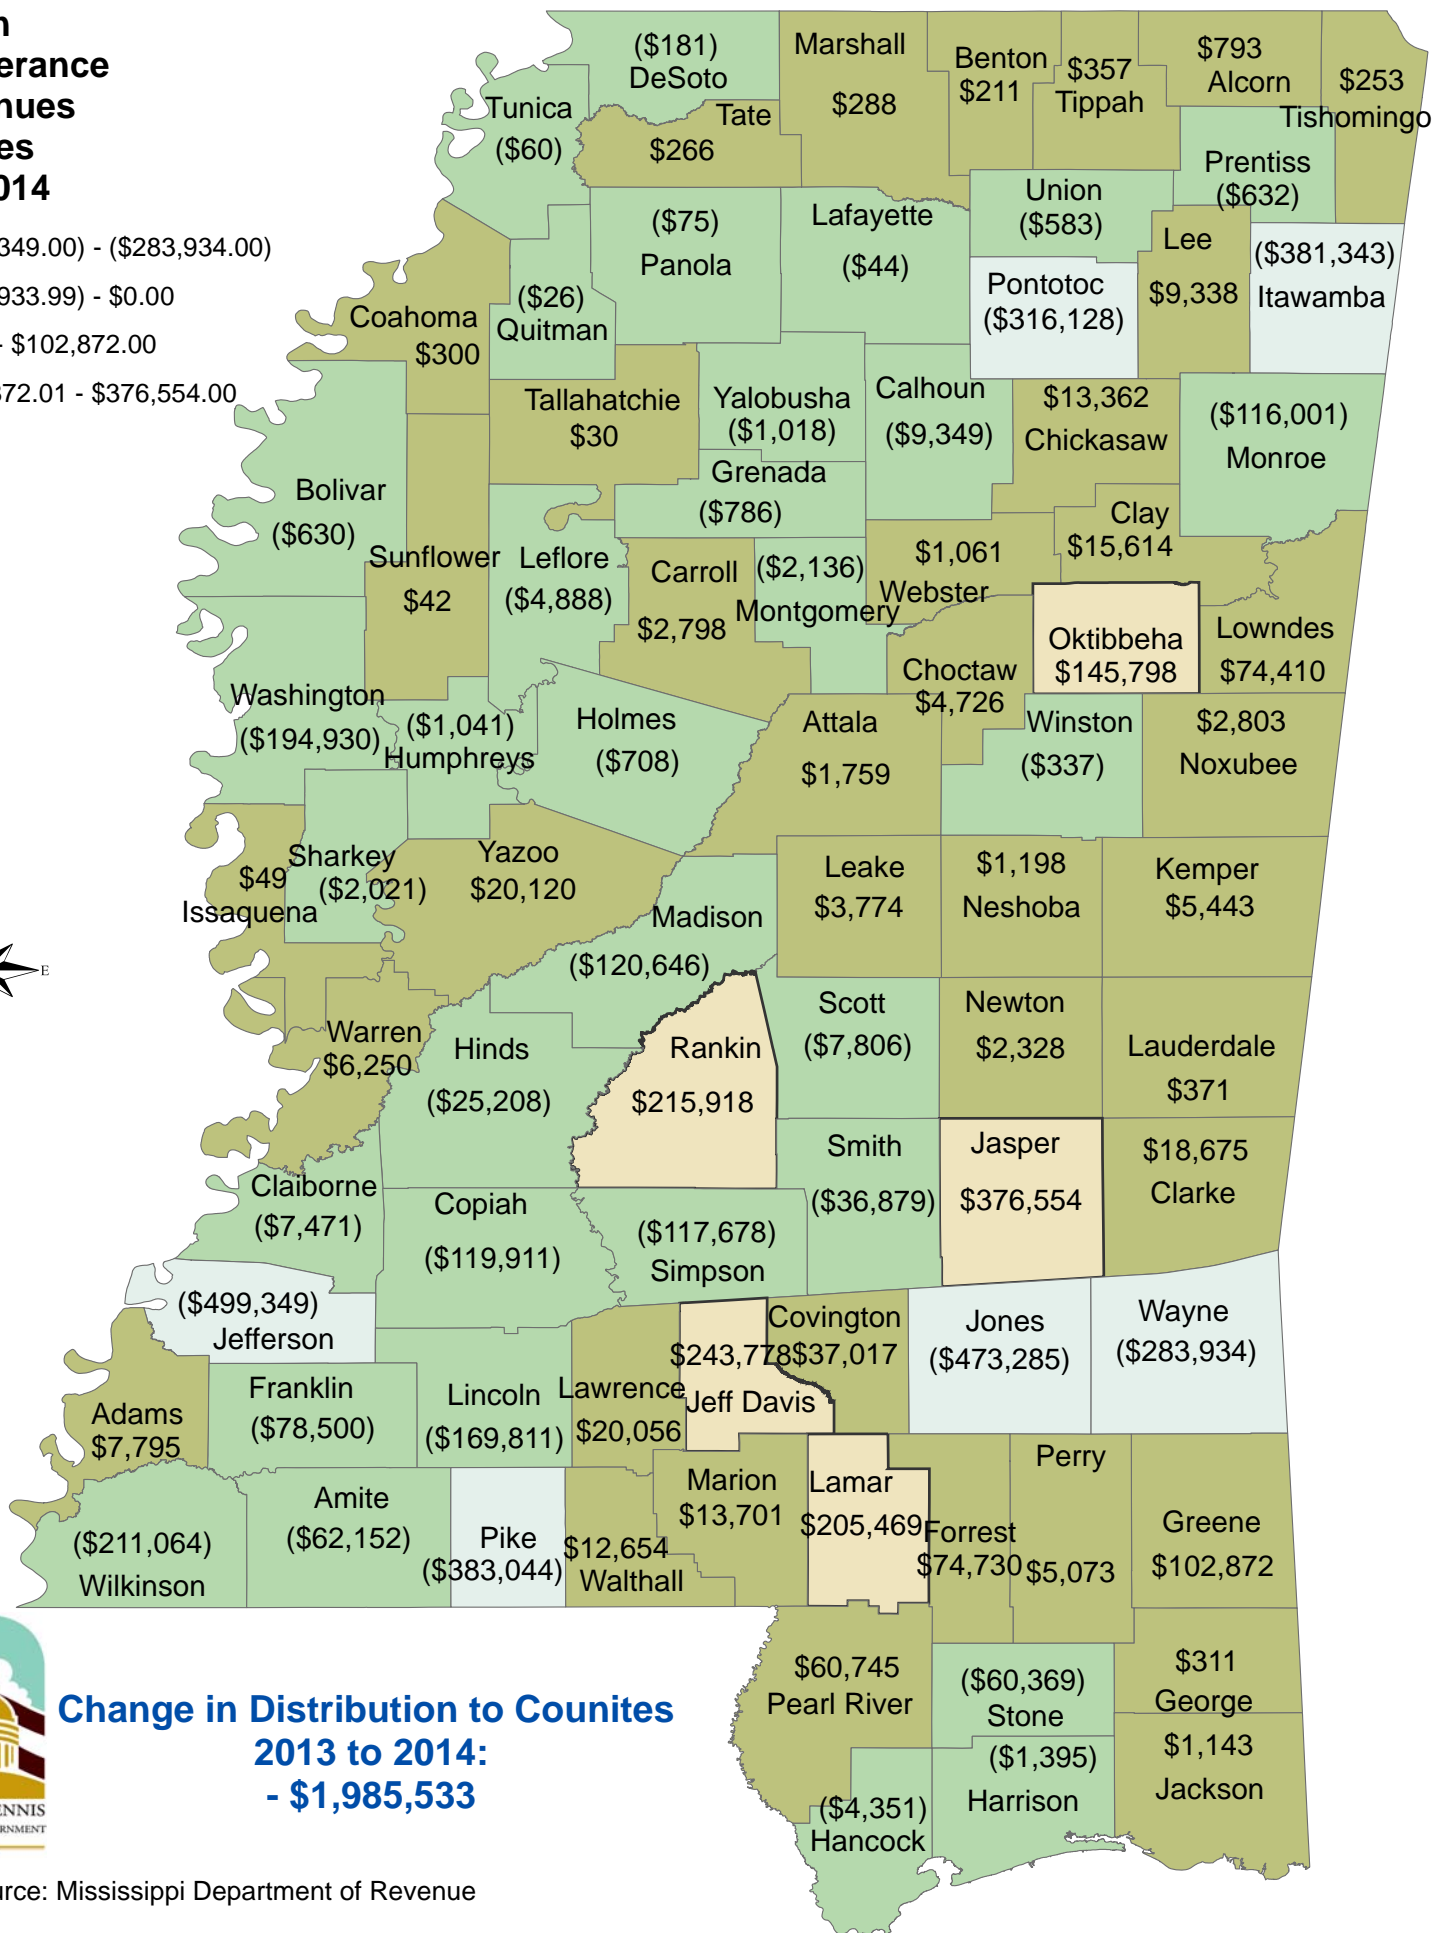 014
($283,934.00)
933.99) - $0.00
- $102,872.00
372.01 - $376,554.00
($181)
DeSoto
Marshall
$288
Benton
$211
$357
Tippah
$793
Alcorn
$253
Tishomingo
Tunica
($60)
Tate
$266
Prentiss
($632)
Union
($583)
($75)
Panola
Lafayette
($44)
Lee
$9,338
($381,343)
Itawamba
Pontotoc
($316,128)
($26)
Quitman
Coahoma
$300
Tallahatchie
$30
Yalobusha
($1,018)
Calhoun
($9,349)
$13,362
Chickasaw
($116,001)
Monroe
Bolivar
($630)
Grenada
($786)
Clay
$15,614
Sunflower
$42
Leflore
($4,888)
Carroll
$2,798
($2,136)
Montgomery
$1,061
Webster
Oktibbeha
$145,798
Lowndes
$74,410
Choctaw
$4,726
Washington
($194,930)
($1,041)
Humphreys
Holmes
($708)
Attala
$1,759
Winston
($337)
$2,803
Noxubee
$49
Issaquena
Sharkey
($2,021)
Yazoo
$20,120
Leake
$3,774
$1,198
Neshoba
Kemper
$5,443
Madison
($120,646)
E
Warren
$6,250
Hinds
($25,208)
Rankin
$215,918
Scott
($7,806)
Newton
$2,328
Lauderdale
$371
Smith
($36,879)
Jasper
$376,554
$18,675
Clarke
Claiborne
($7,471)
Copiah
($119,911)
($117,678)
Simpson
($499,349)
Jefferson
$243,778
Jeff Davis
Covington
$37,017
Jones
($473,285)
Wayne
($283,934)
Adams
$7,795
Franklin
($78,500)
Lincoln
($169,811)
Lawrence
$20,056
Marion
$13,701
Lamar
$205,469
Forrest
$74,730
Perry
$5,073
Greene
$102,872
($211,064)
Wilkinson
Amite
($62,152)
Pike
($383,044)
$12,654
Walthall
$60,745
Pearl River
($60,369)
Stone
$311
George
($1,395)
Harrison
$1,143
Jackson
($4,351)
Hancock
Change in Distribution to Counites
2013 to 2014:
- $1,985,533
Mississippi Department of Revenue